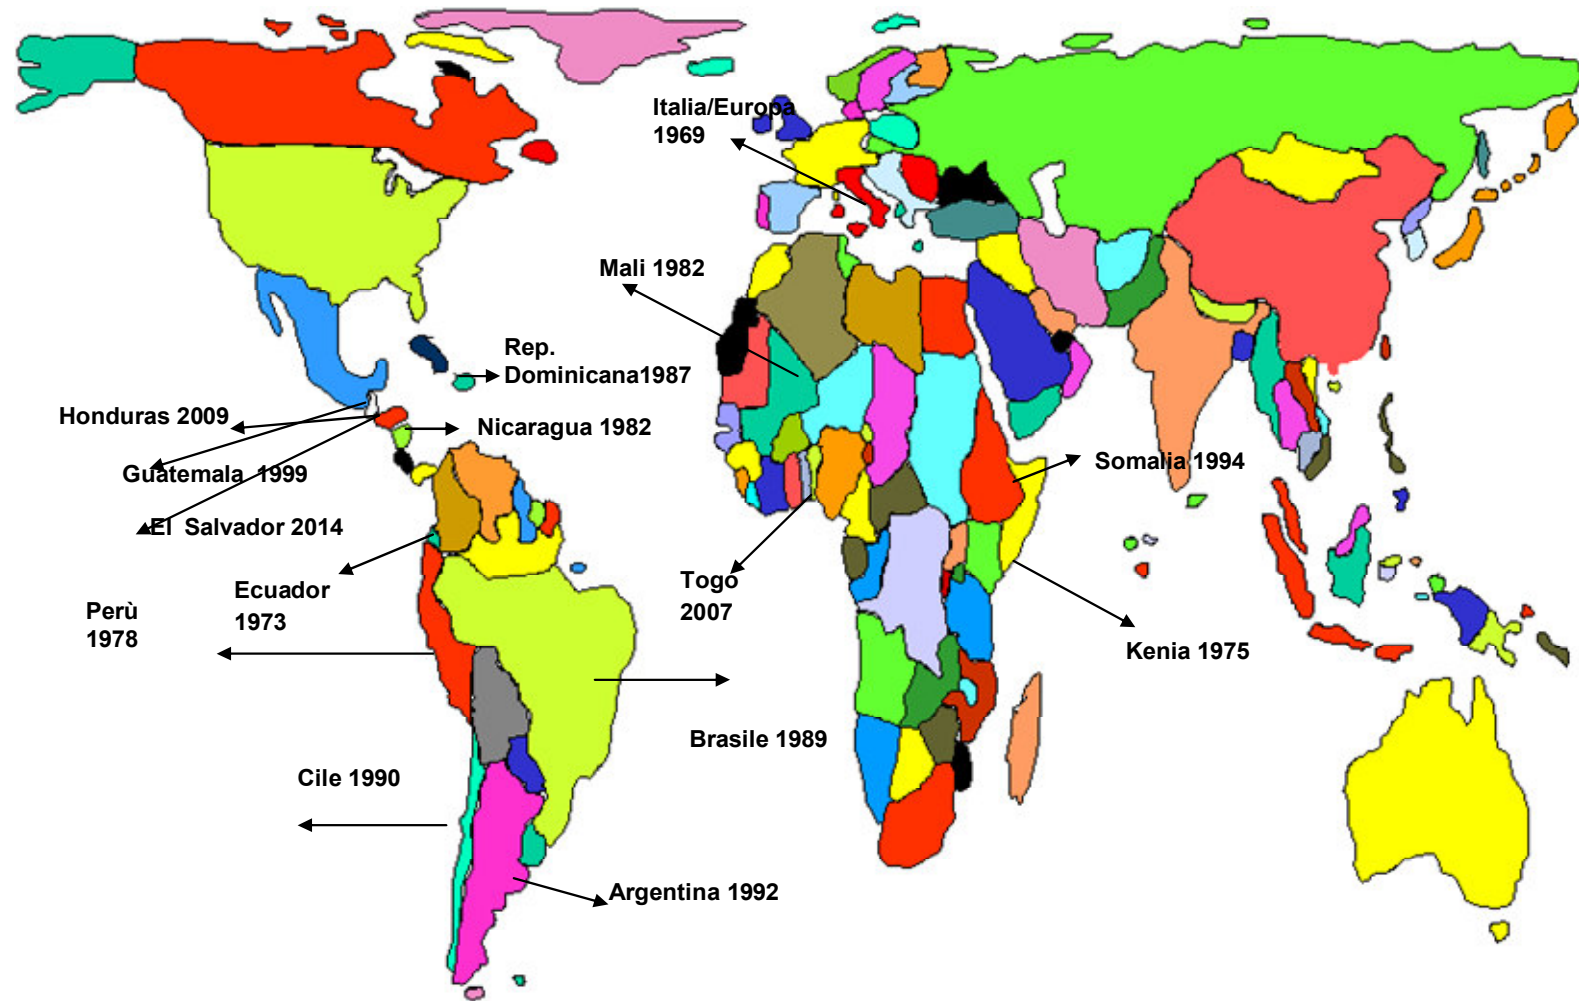 Italia/Europa
1969
Mali 1982
Rep.
Dominicana1987
Honduras 2009
Nicaragua 1982
Guatemala 1999
Somalia 1994
El Salvador 2014
Ecuador
1973
Togo
2007
Perù
1978
Kenia 1975
Brasile 1989
Cile 1990
Argentina 1992